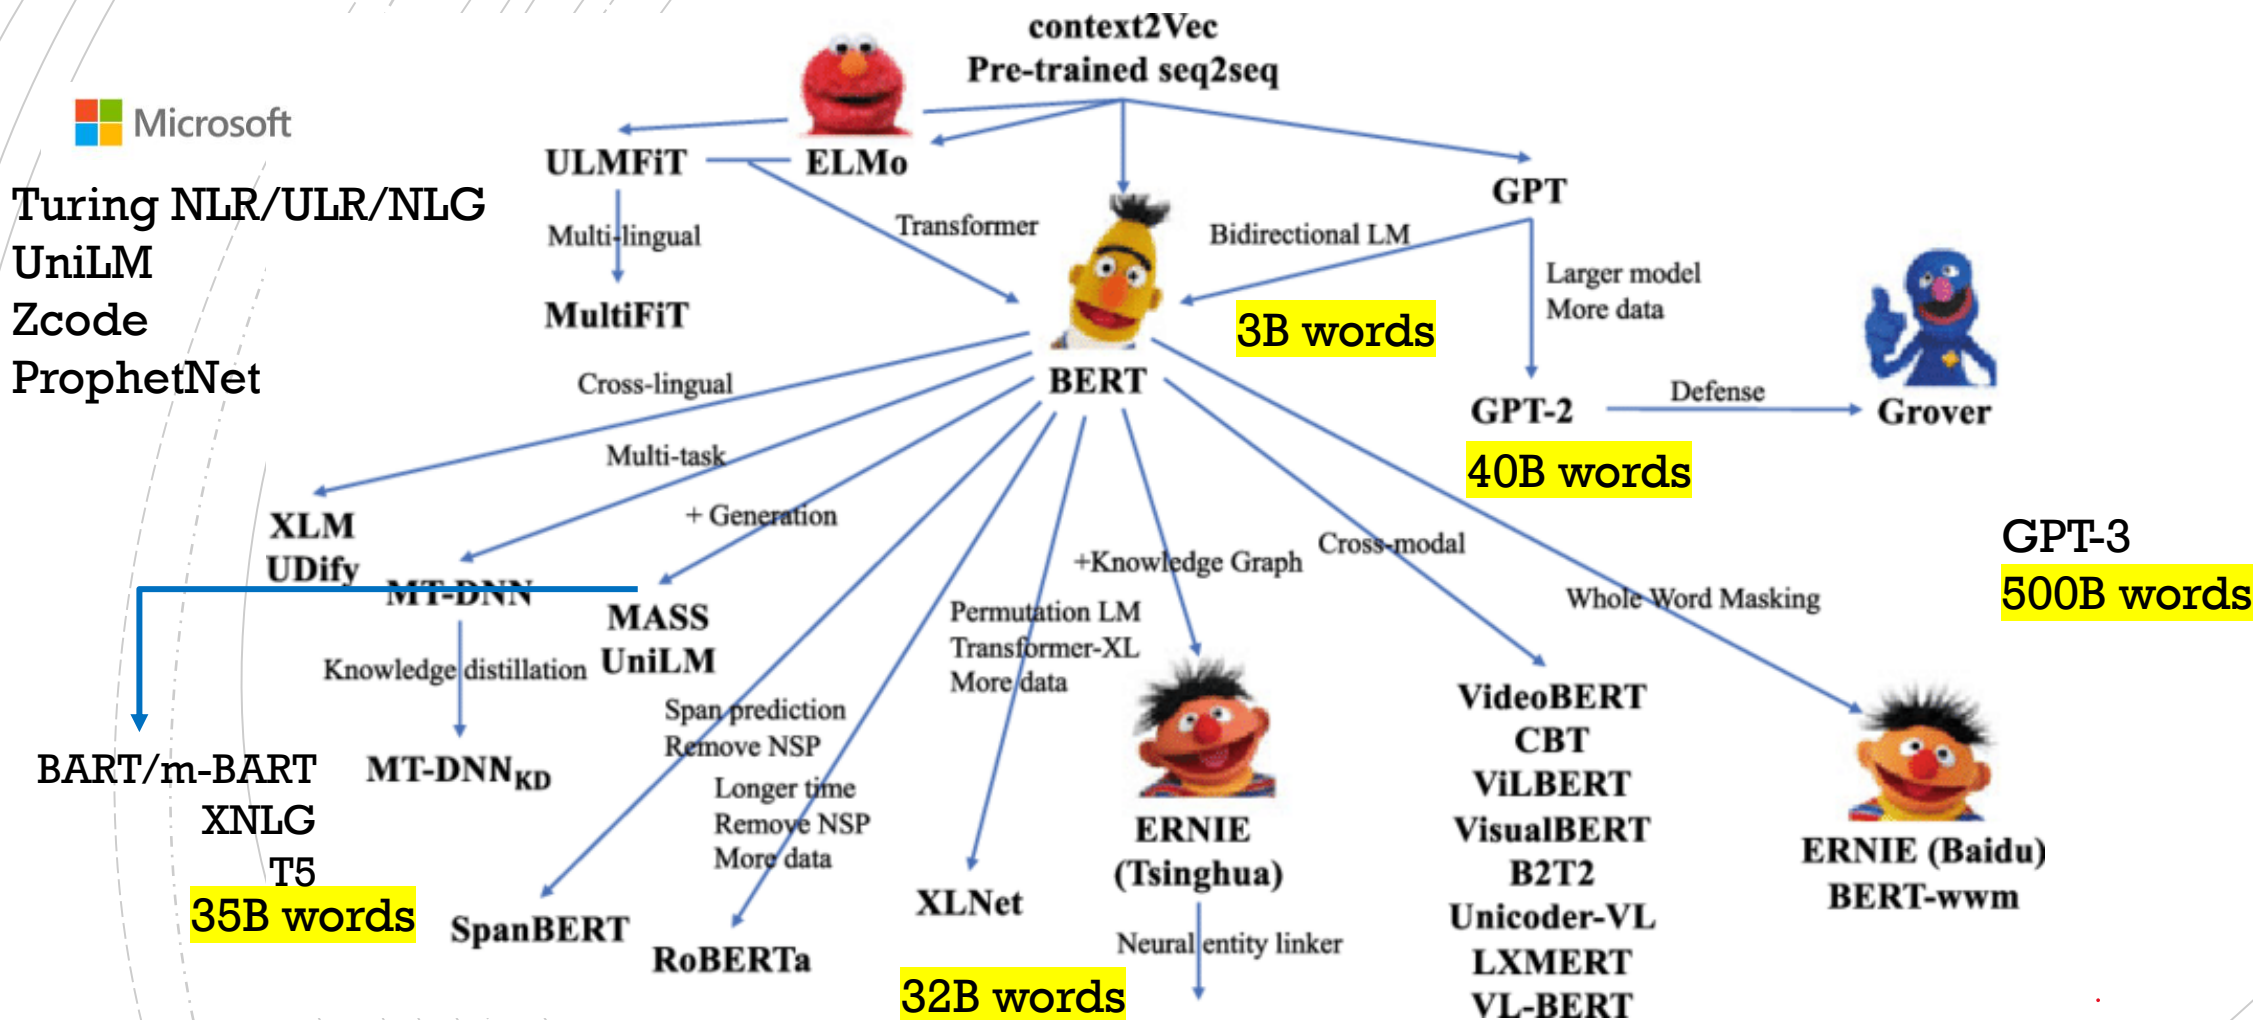 context2Vec
Pre-trained seq2seq
Microsoft
ULMFiT
ELMo
GPT
Turing NLR/ULR/NLG
UniLM
Zcode
ProphetNet
Multi-lingual
Transformer
Bidirectional LM
Larger model
More data
MultiFiT
3B words
Cross-lingual
BERT
GPT-2
Defense
Grover
40B words
Multi-task
+ Generation
XLM
UDify
MT-DNN
MASS
UniLM
+Knowledge Graph
Cross-modal
Whole Word Masking
GPT-3
500B words
Permutation LM
Transformer-XL
More data
Knowledge distillation
Span prediction
Remove NSP
Longer time
Remove NSP
More data
BART/m-BART
XNLG
T5
35B words
MT-DNNKD
SpanBERT
RoBERTa
XLNet
32B words
ERNIE
(Tsinghua)
Neural entity linker
VideoBERT
CBT
ViLBERT
VisualBERT
B2T2
Unicoder-VL
LXMERT
VL-BERT
ERNIE (Baidu)
BERT-wwm